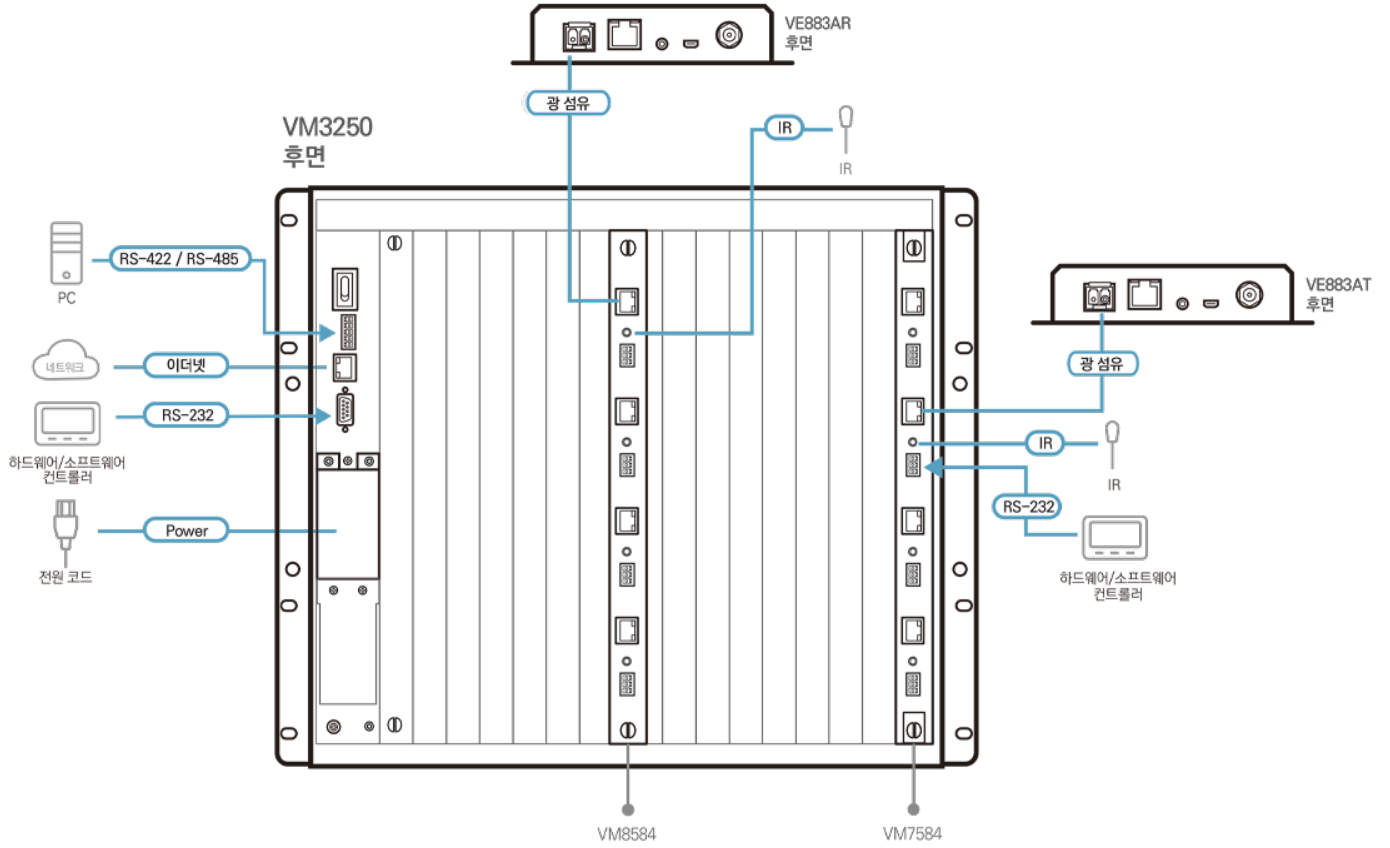 VE883AR
후면
광 섬유
IR
IR
VM3250
후면
RS-422 / RS-485
PC
네트워크
이더넷
RS-232
하드웨어/소프트웨어
컨트롤러
Power
전원 코드
VE883AT
후면
광 섬유
IR
IR
RS-232
하드웨어/소프트웨어
컨트롤러
VM8584
VM7584